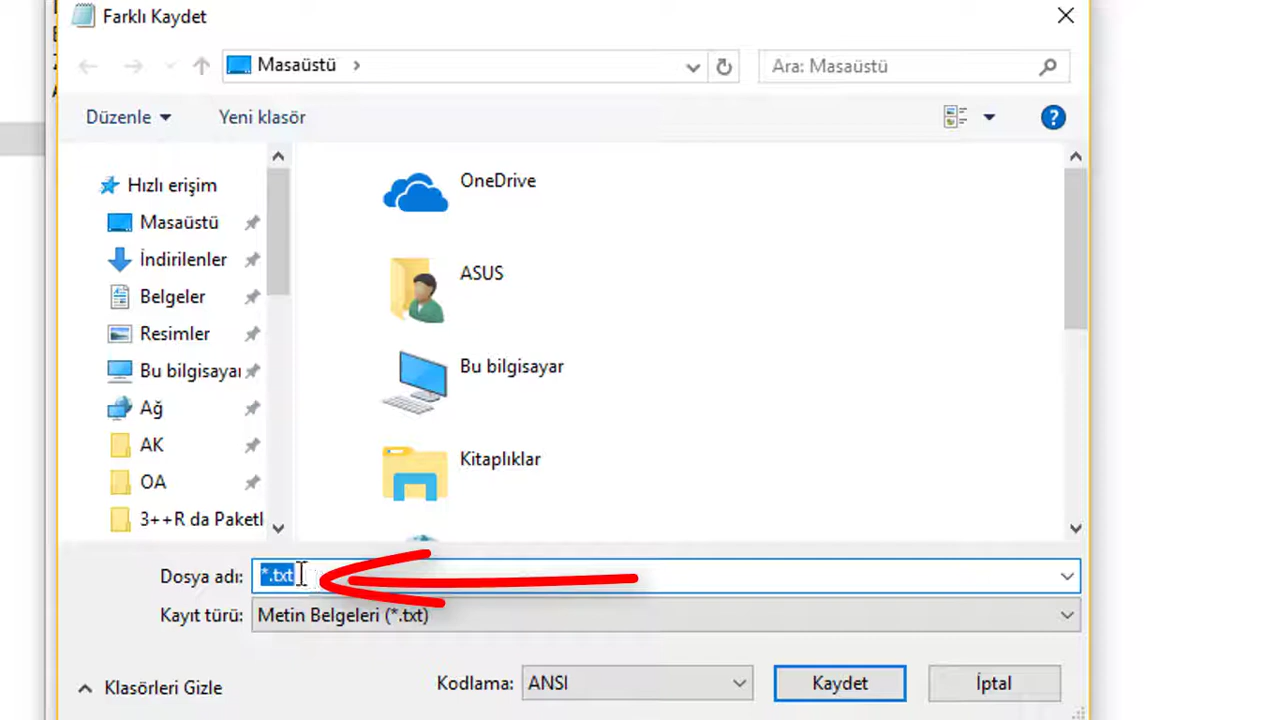 Farklı Kaydet
Masaüstü
Ara: Masaüstü
Düzenle
Yeni klasör
Hızlı erişim
Masaüstü
İndirilenler
Belgeler
Resimler
Bu bilgisayar
Ağ
AK
OA
3++R da Paketl
OneDrive
ASUS
Bu bilgisayar
Kitaplıklar
Dosya adı: *.txt
Kayıt türü: Metin Belgeleri (*.txt)
Klasörleri Gizle
Kodlama: ANSI
Kaydet
İptal